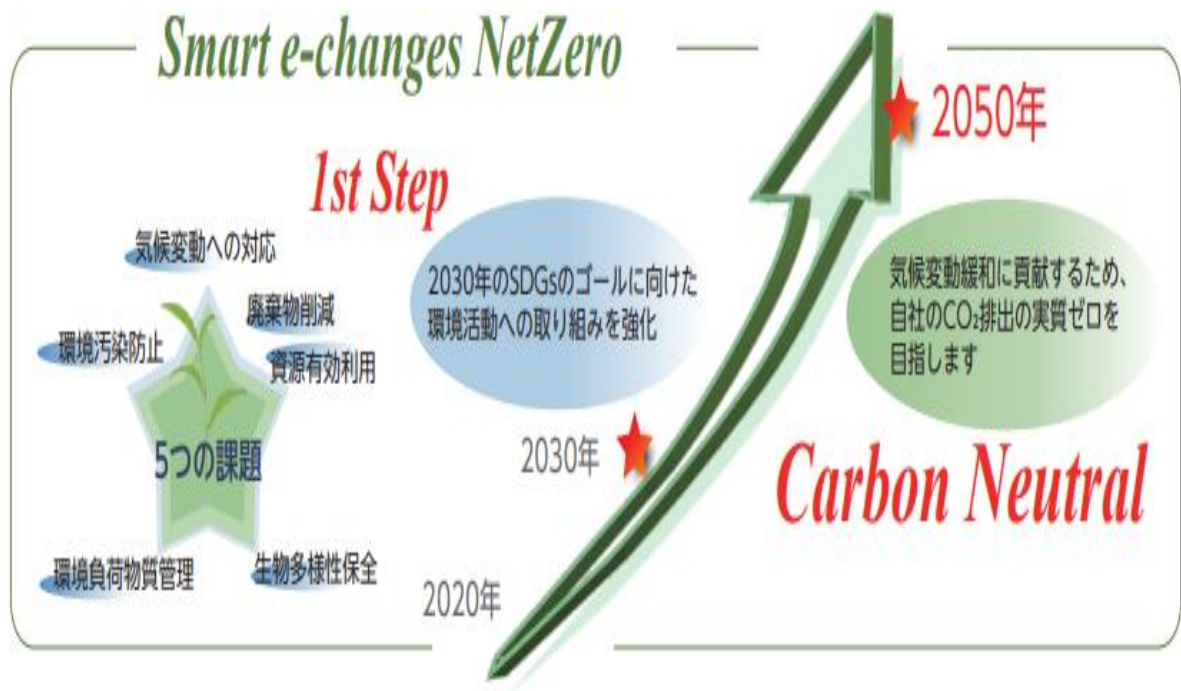 Smart e-changes NetZero
2050年
1st Step
気候変動への対応
廃棄物削減
環境汚染防止
資源有効利用
5つの課題
環境負荷物質管理
生物多様性保全
2030年のSDGsのゴールに向けた
環境活動への取り組みを強化
気候変動緩和に貢献するため、
自社のCO₂排出の実質ゼロを
目指します
2030年
Carbon Neutral
2020年